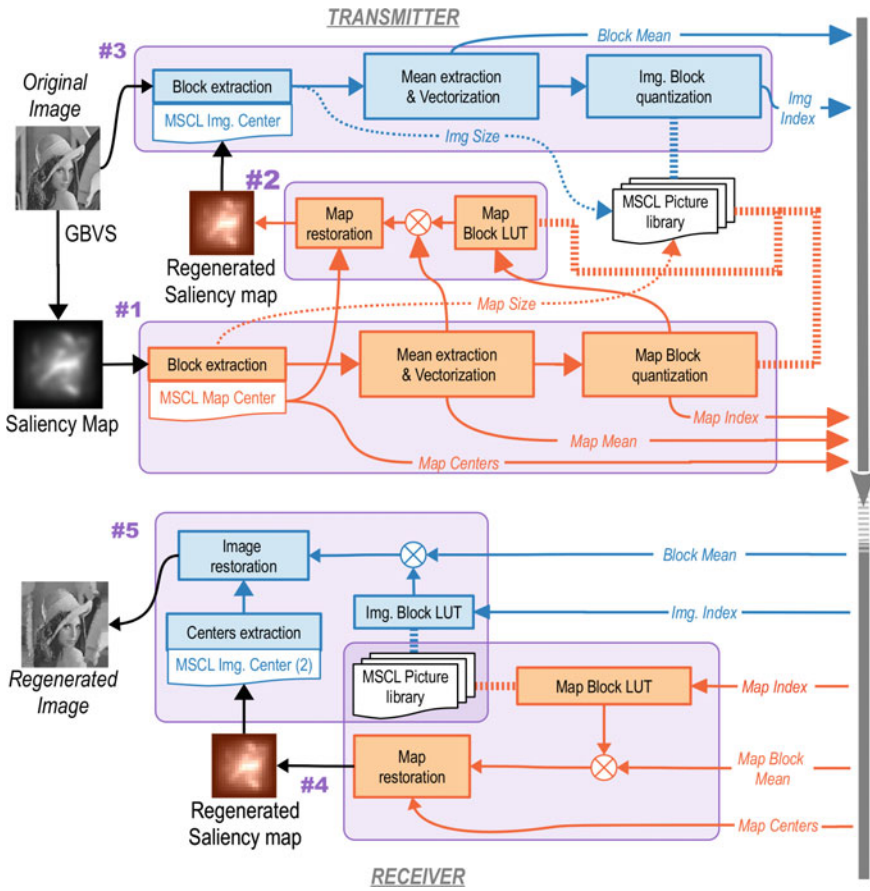 TRANSMITTER
#3
Original
Image
Block extraction
MSCL Img. Center
Mean extraction
& Vectorization
Img. Block
quantization
Block Mean
Img
Index
Img Size
GBVS
Regenerated
Saliency map
#2
Map
restoration
Map
Block LUT
MSCL Picture
library
Map Size
#1
Saliency Map
Block extraction
MSCL Map Center
Mean extraction
& Vectorization
Map Block
quantization
Map Index
Map Mean
Map Centers
#5
Image
restoration
Block Mean
Img. Block LUT
Img. Index
Centers extraction
MSCL Img. Center (2)
Regenerated
Image
MSCL Picture
library
Map Block LUT
Map Index
Map
restoration
Map Block
Mean
#4
Regenerated
Saliency map
Map Centers
RECEIVER